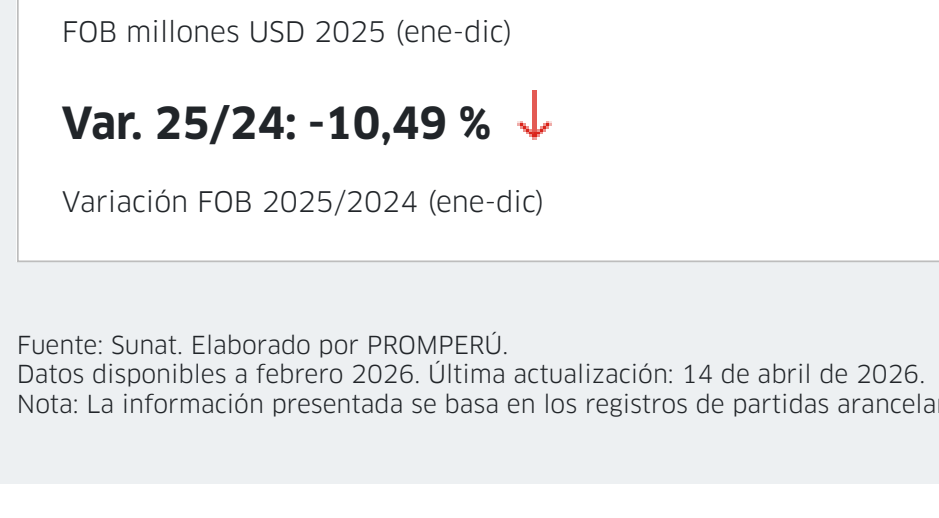 FOB millones USD 2025 (ene-dic)
Var. 25/24: -10,49 %
Variación FOB 2025/2024 (ene-dic)
Fuente: Sunat. Elaborado por PROMPERÚ.
Datos disponibles a febrero 2026. Última actualización: 14 de abril de 2026.
Nota: La información presentada se basa en los registros de partidas